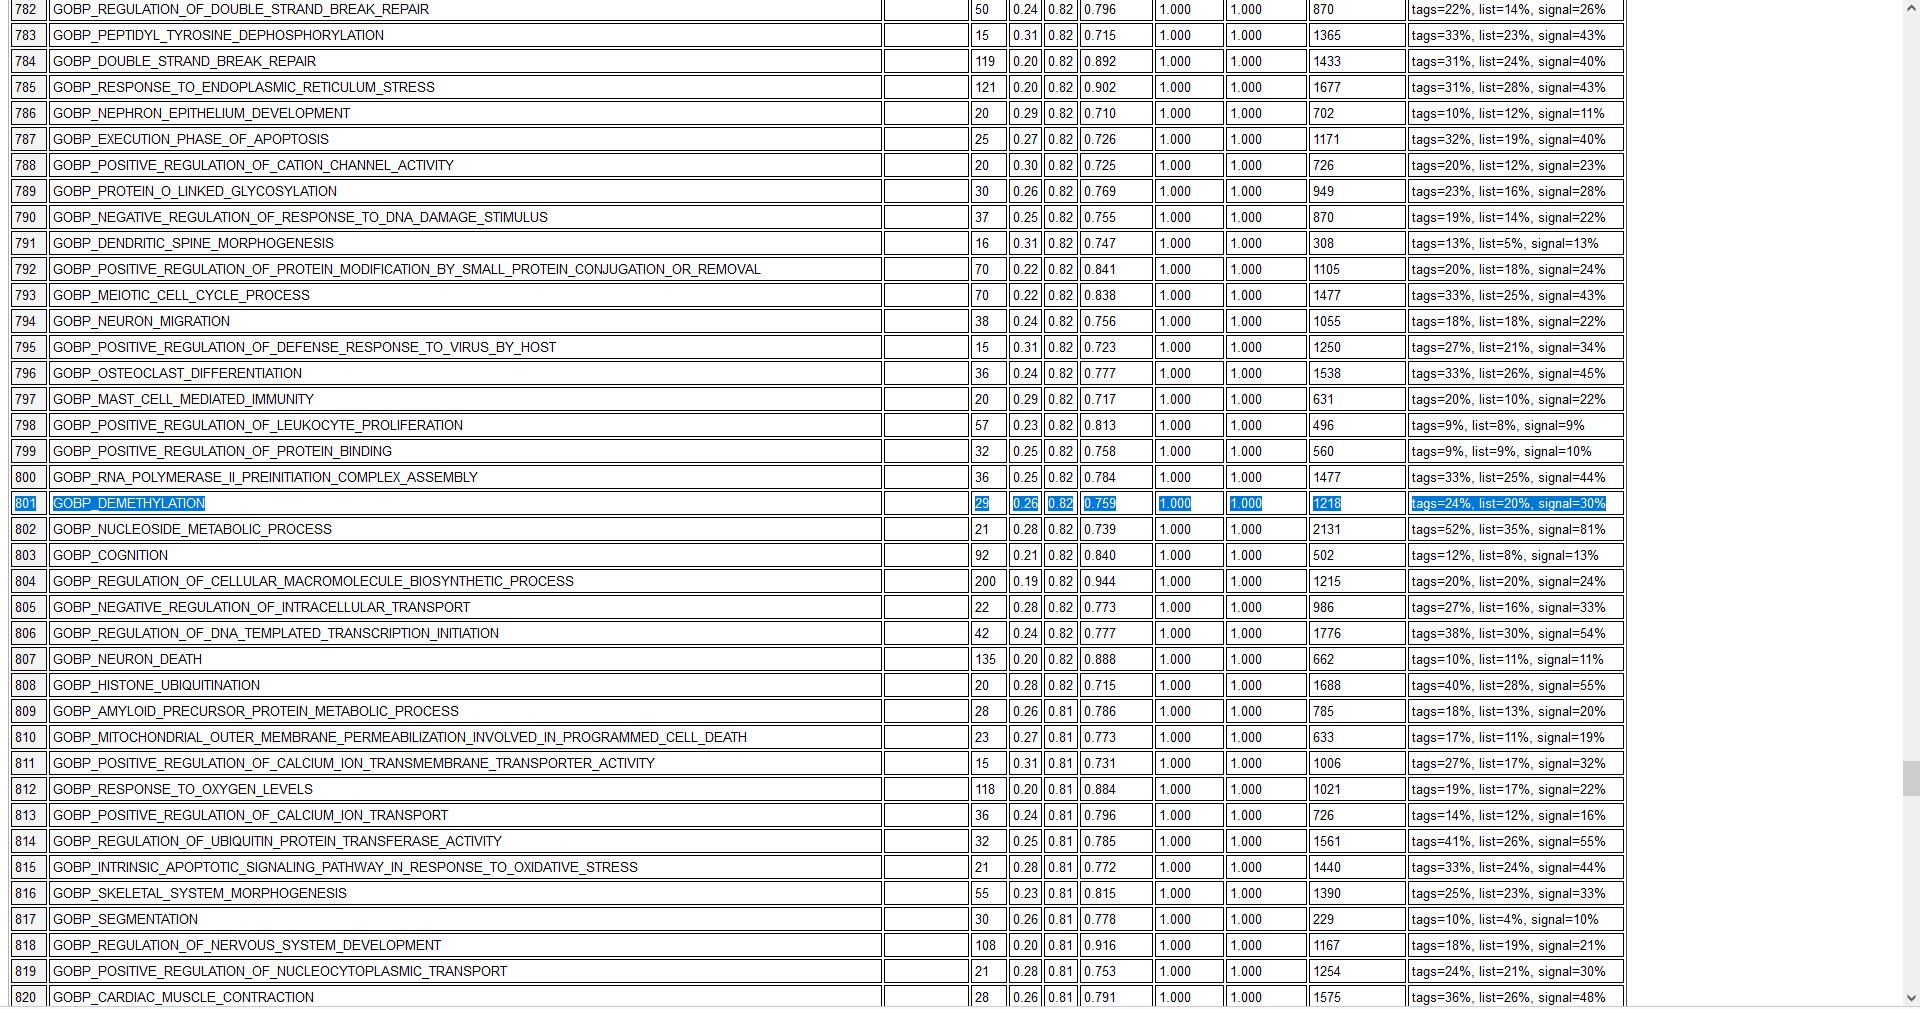 782 GOBP_REGULATION_OF_DOUBLE_STRAND_BREAK_REPAIR 50 0.24 0.82 0.796 1.000 1.000 870 tags=22%, list=14%, signal=26%
783 GOBP_PEPTIDYL_TYROSINE_DEPHOSPHORYLATION 15 0.31 0.82 0.715 1.000 1.000 1365 tags=33%, list=23%, signal=43%
784 GOBP_DOUBLE_STRAND_BREAK_REPAIR 119 0.20 0.82 0.892 1.000 1.000 1433 tags=31%, list=24%, signal=40%
785 GOBP_RESPONSE_TO_ENDOPLASMIC_RETICULUM_STRESS 121 0.20 0.82 0.902 1.000 1.000 1677 tags=31%, list=28%, signal=43%
786 GOBP_NEPHRON_EPITHELIUM_DEVELOPMENT 20 0.29 0.82 0.710 1.000 1.000 702 tags=10%, list=12%, signal=11%
787 GOBP_EXECUTION_PHASE_OF_APOPTOSIS 25 0.27 0.82 0.726 1.000 1.000 1171 tags=32%, list=19%, signal=40%
788 GOBP_POSITIVE_REGULATION_OF_CATION_CHANNEL_ACTIVITY 20 0.30 0.82 0.725 1.000 1.000 726 tags=20%, list=12%, signal=23%
789 GOBP_PROTEIN_O_LINKED_GLYCOSYLATION 30 0.26 0.82 0.769 1.000 1.000 949 tags=23%, list=16%, signal=28%
790 GOBP_NEGATIVE_REGULATION_OF_RESPONSE_TO_DNA_DAMAGE_STIMULUS 37 0.25 0.82 0.755 1.000 1.000 870 tags=19%, list=14%, signal=22%
791 GOBP_DENDRITIC_SPINE_MORPHOGENESIS 16 0.31 0.82 0.747 1.000 1.000 308 tags=13%, list=5%, signal=13%
792 GOBP_POSITIVE_REGULATION_OF_PROTEIN_MODIFICATION_BY_SMALL_PROTEIN_CONJUGATION_OR_REMOVAL 70 0.22 0.82 0.841 1.000 1.000 1105 tags=20%, list=18%, signal=24%
793 GOBP_MEIOTIC_CELL_CYCLE_PROCESS 70 0.22 0.82 0.838 1.000 1.000 1477 tags=33%, list=25%, signal=43%
794 GOBP_NEURON_MIGRATION 38 0.24 0.82 0.756 1.000 1.000 1055 tags=18%, list=18%, signal=22%
795 GOBP_POSITIVE_REGULATION_OF_DEFENSE_RESPONSE_TO_VIRUS_BY_HOST 15 0.31 0.82 0.723 1.000 1.000 1250 tags=27%, list=21%, signal=34%
796 GOBP_OSTEOCLAST_DIFFERENTIATION 36 0.24 0.82 0.777 1.000 1.000 1538 tags=33%, list=26%, signal=45%
797 GOBP_MAST_CELL_MEDIATED_IMMUNITY 20 0.29 0.82 0.717 1.000 1.000 631 tags=20%, list=10%, signal=22%
798 GOBP_POSITIVE_REGULATION_OF_LEUKOCYTE_PROLIFERATION 57 0.23 0.82 0.813 1.000 1.000 496 tags=9%, list=8%, signal=9%
799 GOBP_POSITIVE_REGULATION_OF_PROTEIN_BINDING 32 0.25 0.82 0.758 1.000 1.000 560 tags=9%, list=9%, signal=10%
800 GOBP_RNA_POLYMERASE_II_PREINITIATION_COMPLEX_ASSEMBLY 36 0.25 0.82 0.784 1.000 1.000 1477 tags=33%, list=25%, signal=44%
801 GOBP_DEMETHYLATION 29 0.26 0.82 0.759 1.000 1.000 1218 tags=24%, list=20%, signal=30%
802 GOBP_NUCLEOSIDE_METABOLIC_PROCESS 21 0.28 0.82 0.739 1.000 1.000 2131 tags=52%, list=35%, signal=81%
803 GOBP_COGNITION 92 0.21 0.82 0.840 1.000 1.000 502 tags=12%, list=8%, signal=13%
804 GOBP_REGULATION_OF_CELLULAR_MACROMOLECULE_BIOSYNTHETIC_PROCESS 200 0.19 0.82 0.944 1.000 1.000 1215 tags=20%, list=20%, signal=24%
805 GOBP_NEGATIVE_REGULATION_OF_INTRACELLULAR_TRANSPORT 22 0.28 0.82 0.773 1.000 1.000 986 tags=27%, list=16%, signal=33%
806 GOBP_REGULATION_OF_DNA_TEMPLATED_TRANSCRIPTION_INITIATION 42 0.24 0.82 0.777 1.000 1.000 1776 tags=38%, list=30%, signal=54%
807 GOBP_NEURON_DEATH 135 0.20 0.82 0.888 1.000 1.000 662 tags=10%, list=11%, signal=11%
808 GOBP_HISTONE_UBIQUITINATION 20 0.28 0.82 0.715 1.000 1.000 1688 tags=40%, list=28%, signal=55%
809 GOBP_AMYLOID_PRECURSOR_PROTEIN_METABOLIC_PROCESS 28 0.26 0.81 0.786 1.000 1.000 785 tags=18%, list=13%, signal=20%
810 GOBP_MITOCHONDRIAL_OUTER_MEMBRANE_PERMEABILIZATION_INVOLVED_IN_PROGRAMMED_CELL_DEATH 23 0.27 0.81 0.773 1.000 1.000 633 tags=17%, list=11%, signal=19%
811 GOBP_POSITIVE_REGULATION_OF_CALCIUM_ION_TRANSMEMBRANE_TRANSPORTER_ACTIVITY 15 0.31 0.81 0.731 1.000 1.000 1006 tags=27%, list=17%, signal=32%
812 GOBP_RESPONSE_TO_OXYGEN_LEVELS 118 0.20 0.81 0.884 1.000 1.000 1021 tags=19%, list=17%, signal=22%
813 GOBP_POSITIVE_REGULATION_OF_CALCIUM_ION_TRANSPORT 36 0.24 0.81 0.796 1.000 1.000 726 tags=14%, list=12%, signal=16%
814 GOBP_REGULATION_OF_UBIQUITIN_PROTEIN_TRANSFERASE_ACTIVITY 32 0.25 0.81 0.785 1.000 1.000 1561 tags=41%, list=26%, signal=55%
815 GOBP_INTRINSIC_APOPTOTIC_SIGNALING_PATHWAY_IN_RESPONSE_TO_OXIDATIVE_STRESS 21 0.28 0.81 0.772 1.000 1.000 1440 tags=33%, list=24%, signal=44%
816 GOBP_SKELETAL_SYSTEM_MORPHOGENESIS 55 0.23 0.81 0.815 1.000 1.000 1390 tags=25%, list=23%, signal=33%
817 GOBP_SEGMENTATION 30 0.26 0.81 0.778 1.000 1.000 229 tags=10%, list=4%, signal=10%
818 GOBP_REGULATION_OF_NERVOUS_SYSTEM_DEVELOPMENT 108 0.20 0.81 0.916 1.000 1.000 1167 tags=18%, list=19%, signal=21%
819 GOBP_POSITIVE_REGULATION_OF_NUCLEOCYTOPLASMIC_TRANSPORT 21 0.28 0.81 0.753 1.000 1.000 1254 tags=24%, list=21%, signal=30%
820 GOBP_CARDIAC_MUSCLE_CONTRACTION 28 0.26 0.81 0.791 1.000 1.000 1575 tags=36%, list=26%, signal=48%